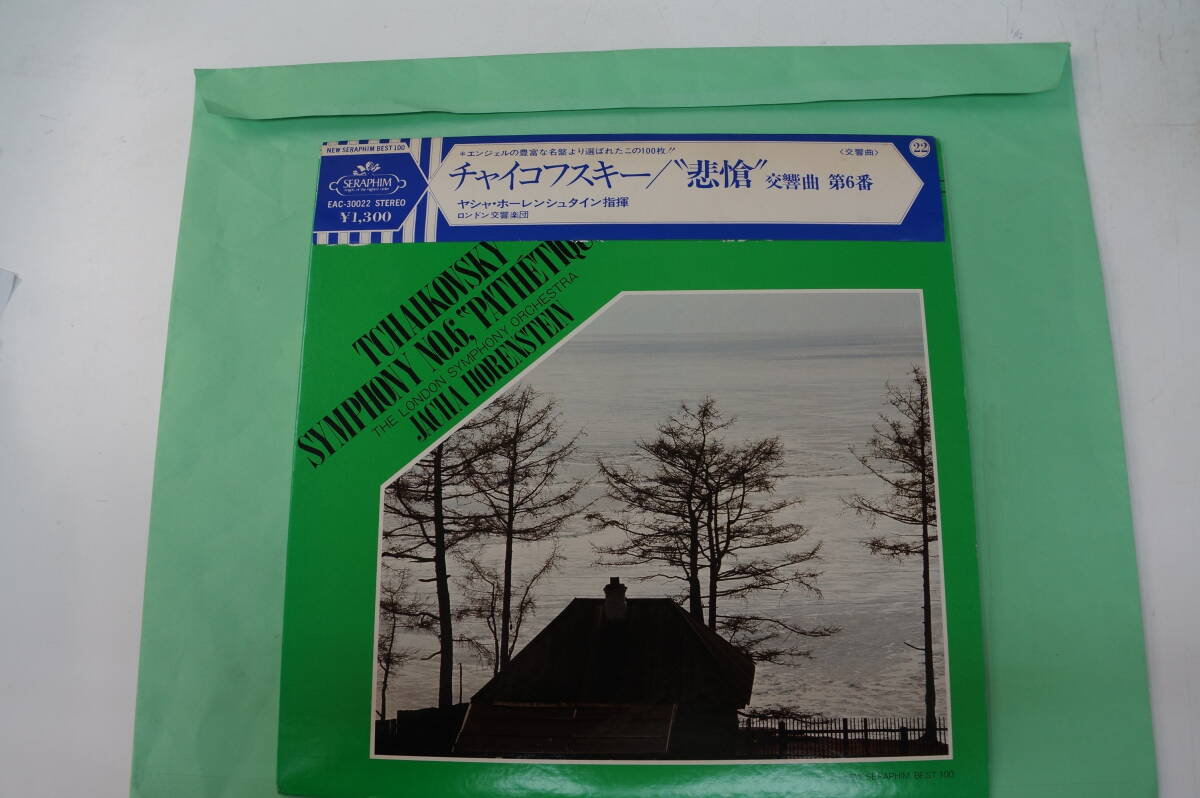 NEW SERAPHIM BEST 100
SERAPHIM
EAC-30022 STEREO
¥1,300
*エンジェルの豊富な名盤より選ばれたこの100枚!!
〈交響曲〉
22
チャイコフスキー/"悲愴" 交響曲 第6番
ヤシャ・ホーレンシュタイン指揮
ロンドン交響楽団
TCHAIKOVSKY
SYMPHONY NO.6, "PATHÉTIQU
THE LONDON SYMPHONY ORCHESTRA
JACHA HORENSTEIN
SERAPHIM BEST 100